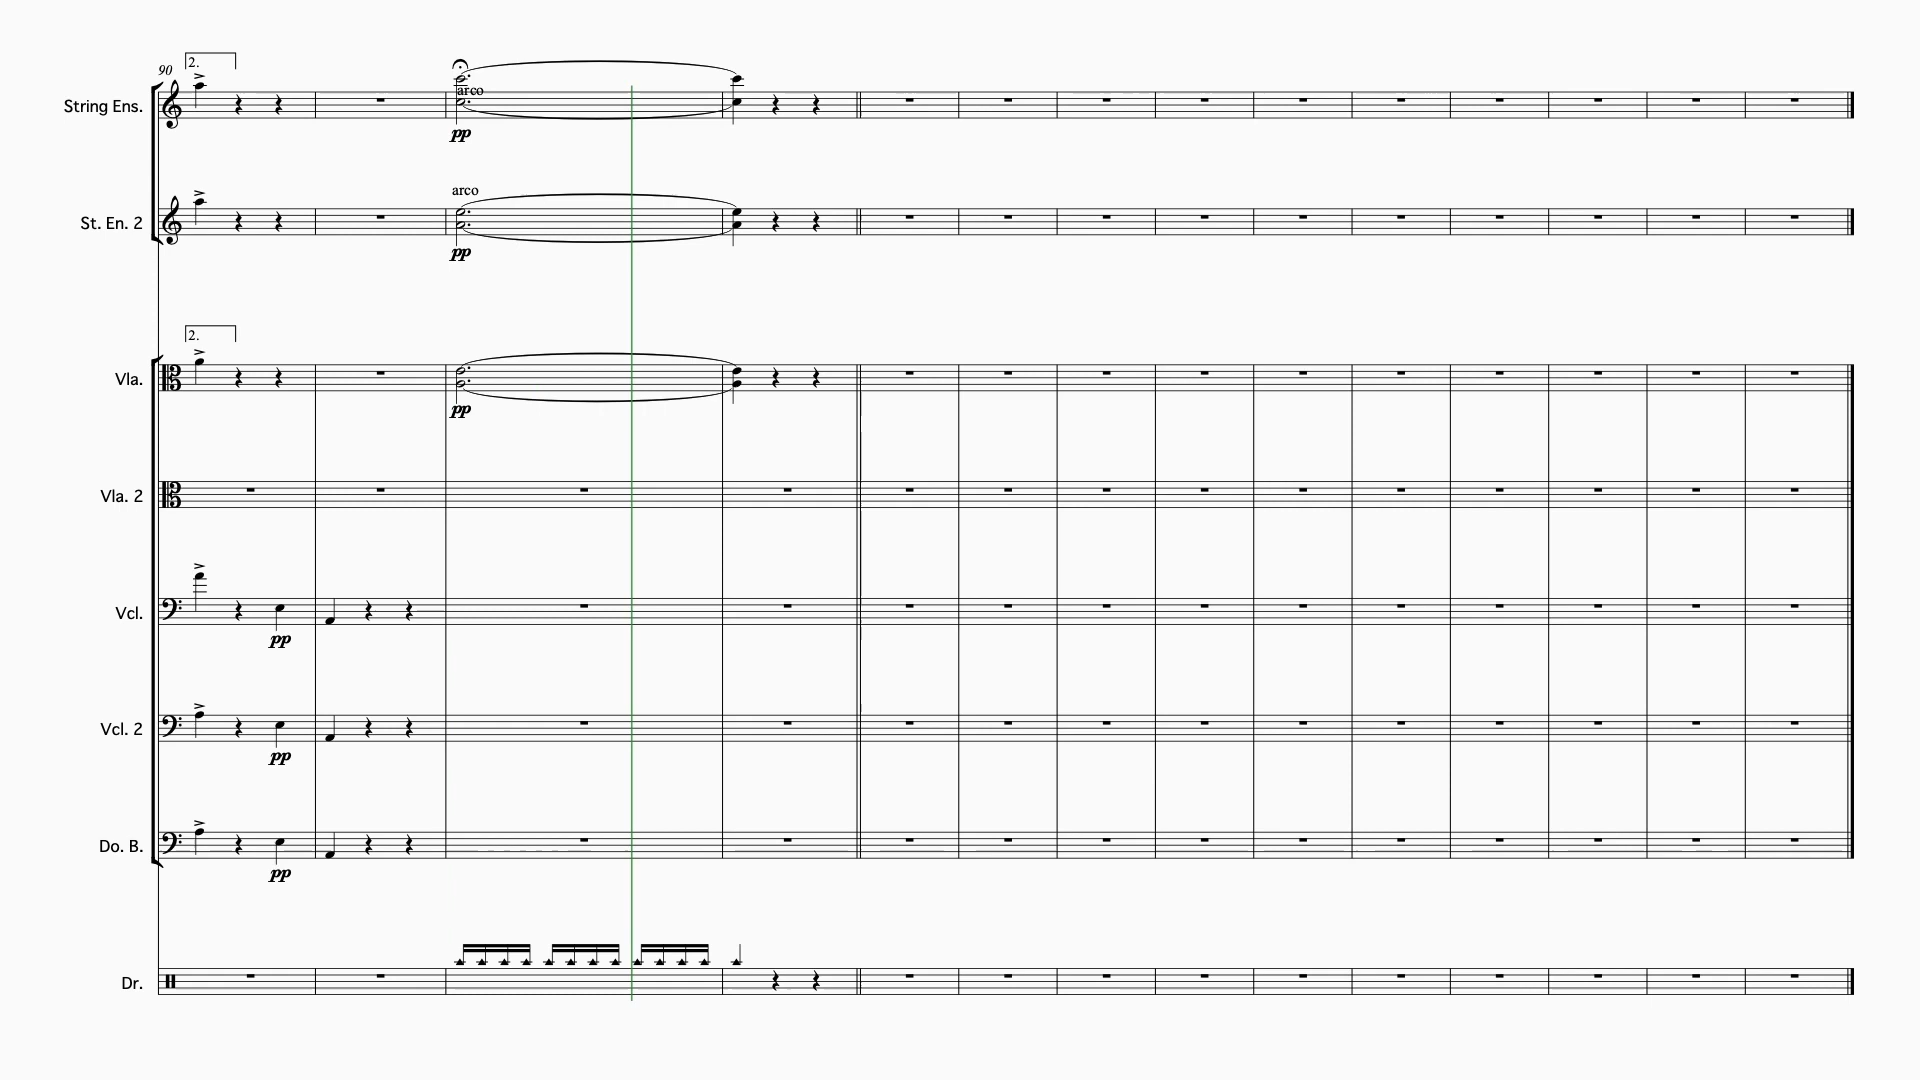 2.
90
String Ens.
arco
pp
arco
St. En. 2
pp
2.
Vla.
pp
Vla. 2
Vcl.
pp
Vcl. 2
pp
Do. B.
pp
Dr.